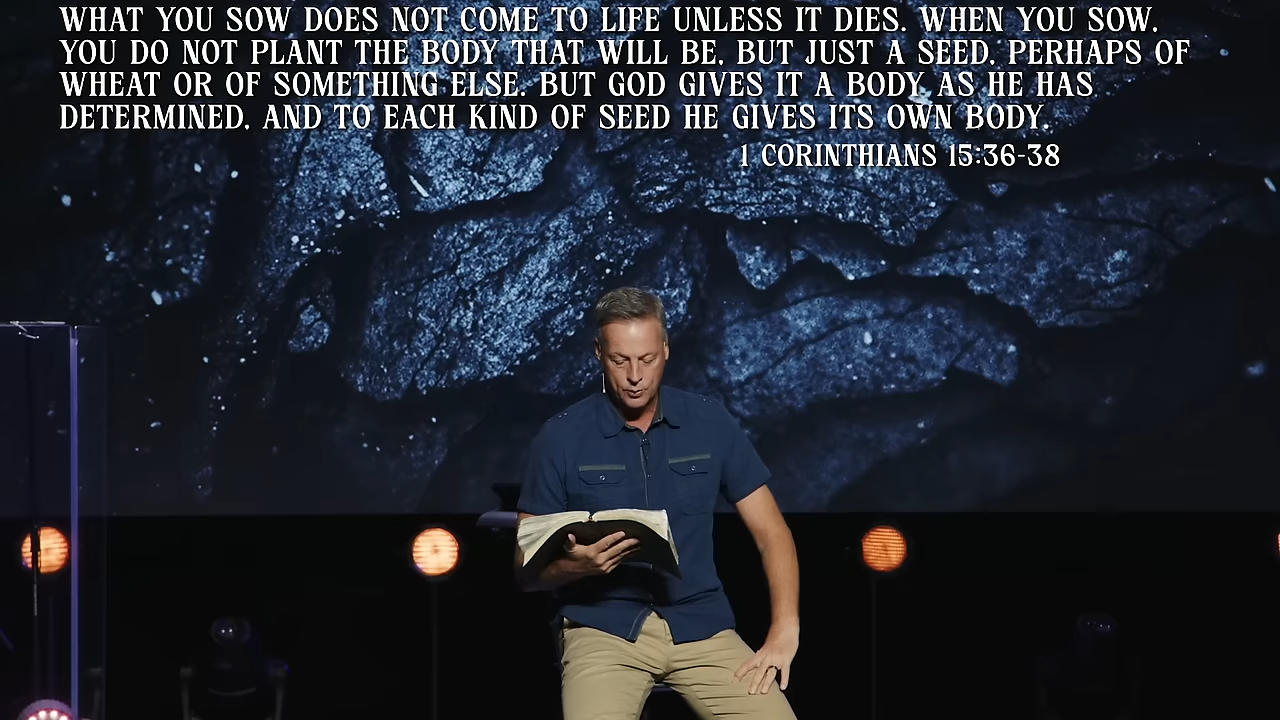 WHAT YOU SOW DOES NOT COME TO LIFE UNLESS IT DIES. WHEN YOU SOW,
YOU DO NOT PLANT THE BODY THAT WILL BE, BUT JUST A SEED, PERHAPS OF
WHEAT OR OF SOMETHING ELSE. BUT GOD GIVES IT A BODY AS HE HAS
DETERMINED, AND TO EACH KIND OF SEED HE GIVES ITS OWN BODY.
1 CORINTHIANS 15:36-38